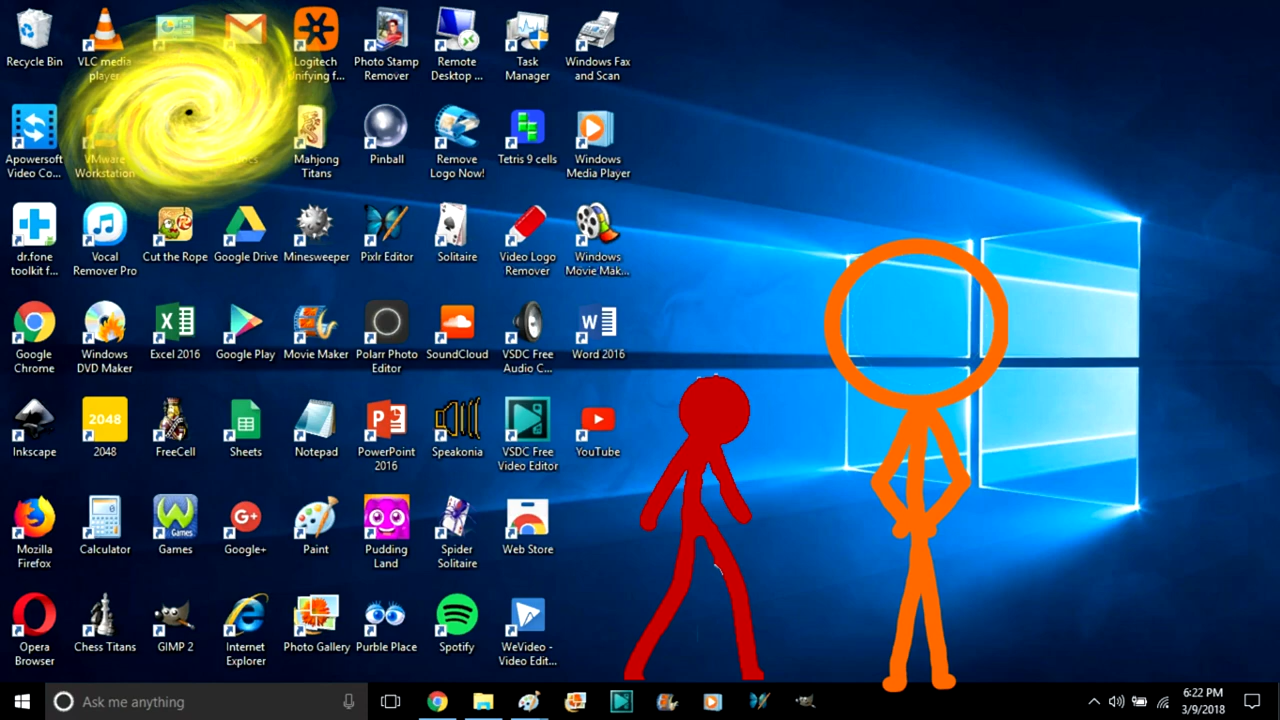 Recycle Bin
VLC media
player
Logitech
Unifying f...
Photo Stamp
Remover
Remote
Desktop ...
Task
Manager
Windows Fax
and Scan
Apowersoft
Video Co...
VMware
Workstation
Mahjong
Titans
Pinball
Remove
Logo Now!
Tetris 9 cells
Windows
Media Player
dr.fone
toolkit f...
Vocal
Remover Pro
Cut the Rope
Google Drive
Minesweeper
Pixlr Editor
Solitaire
Video Logo
Remover
Windows
Movie Mak...
Google
Chrome
Windows
DVD Maker
Excel 2016
Google Play
Movie Maker
Polarr Photo
Editor
SoundCloud
VSDC Free
Audio C...
W
Word 2016
X
Inkscape
2048
2048
FreeCell
Sheets
Notepad
P
PowerPoint
2016
Speakonia
VSDC Free
Video Editor
YouTube
Mozilla
Firefox
Calculator
W
Games
Games
G+
Google+
Paint
Pudding
Land
Spider
Solitaire
Web Store
Opera
Browser
Chess Titans
GIMP 2
Internet
Explorer
Photo Gallery
Purble Place
Spotify
WeVideo -
Video Edit...
Ask me anything
6:22 PM
3/9/2018